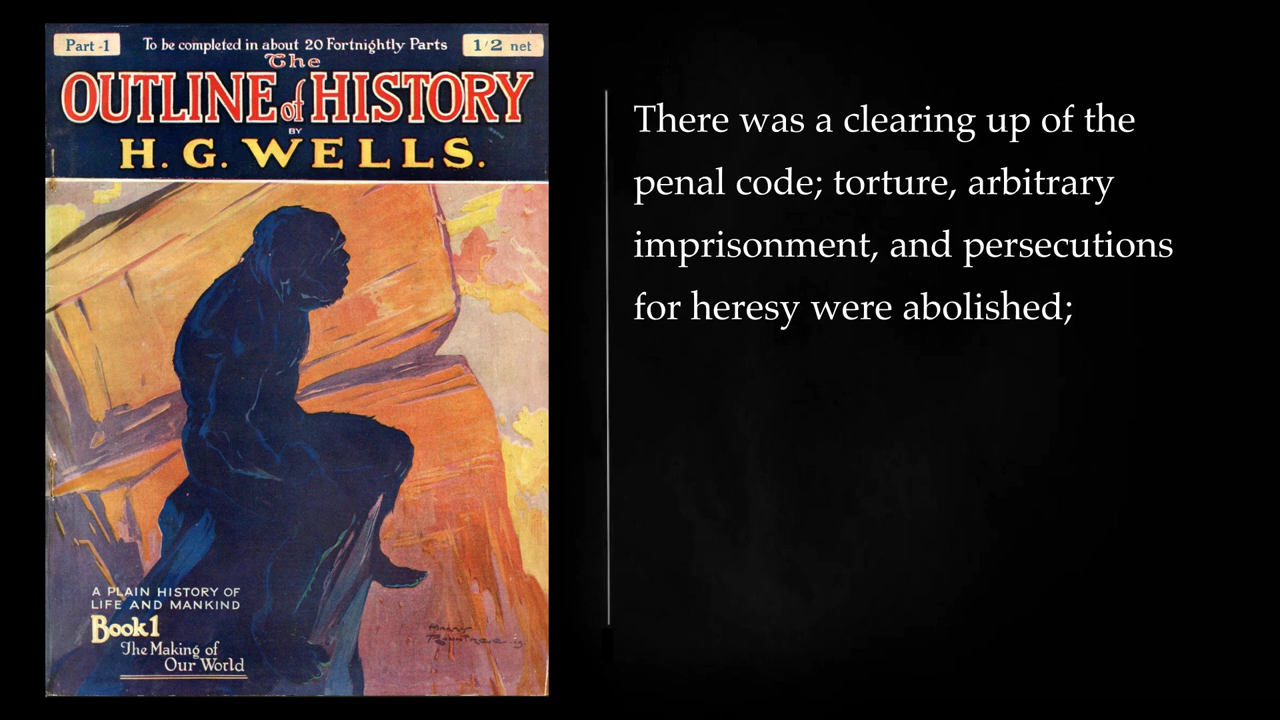 Part -1
To be completed in about 20 Fortnightly Parts
1/2 net
The
OUTLINE of HISTORY
BY
H. G. WELLS.
A PLAIN HISTORY OF
LIFE AND MANKIND
Book 1
The Making of
Our World
There was a clearing up of the
penal code; torture, arbitrary
imprisonment, and persecutions
for heresy were abolished;